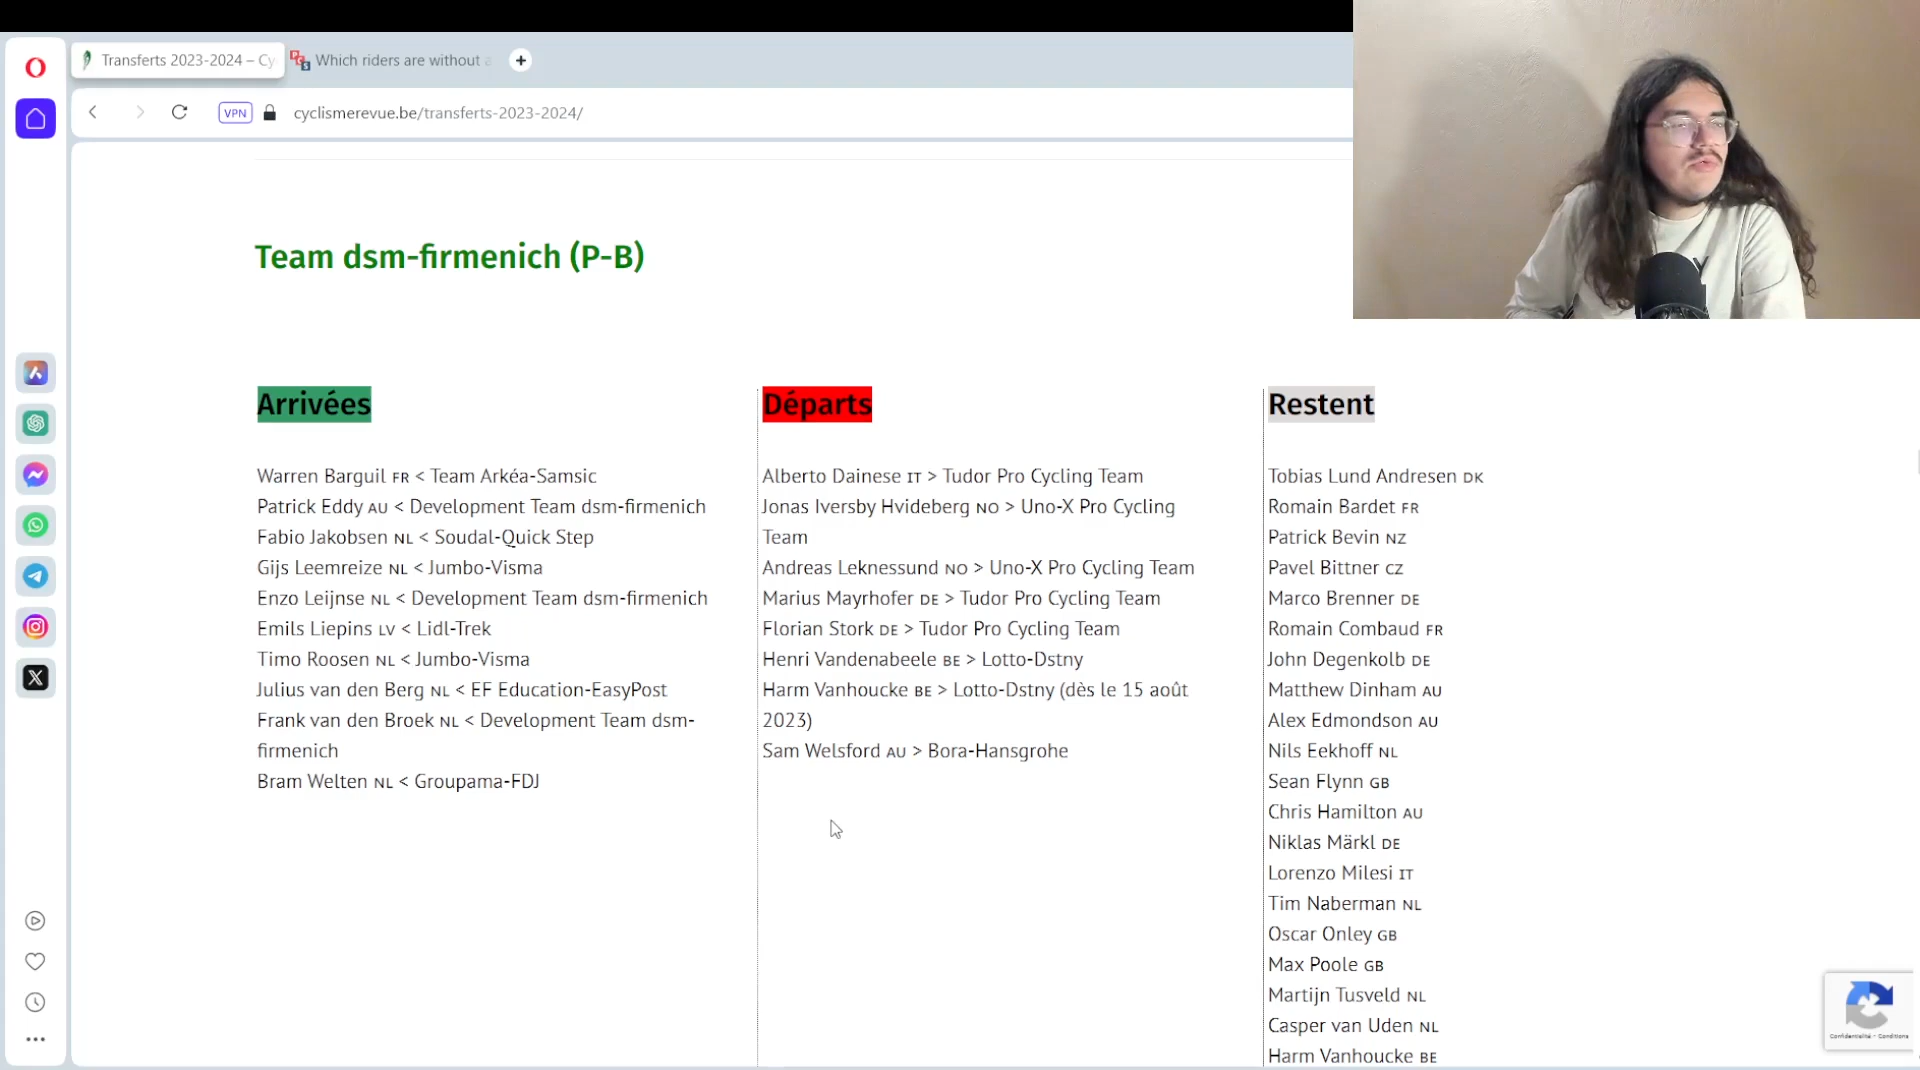 Transferts 2023-2024 – Cy
Which riders are without a
VPN
cyclismerevue.be/transferts-2023-2024/
Team dsm-firmenich (P-B)
Arrivées
Warren Barguil FR < Team Arkéa-Samsic
Patrick Eddy AU < Development Team dsm-firmenich
Fabio Jakobsen NL < Soudal-Quick Step
Gijs Leemreize NL < Jumbo-Visma
Enzo Leijnse NL < Development Team dsm-firmenich
Emils Liepins LV < Lidl-Trek
Timo Roosen NL < Jumbo-Visma
Julius van den Berg NL < EF Education-EasyPost
Frank van den Broek NL < Development Team dsm-
firmenich
Bram Welten NL < Groupama-FDJ
Départs
Alberto Dainese IT > Tudor Pro Cycling Team
Jonas Iversby Hvideberg NO > Uno-X Pro Cycling
Team
Andreas Leknessund NO > Uno-X Pro Cycling Team
Marius Mayrhofer DE > Tudor Pro Cycling Team
Florian Stork DE > Tudor Pro Cycling Team
Henri Vandenabeele BE > Lotto-Dstny
Harm Vanhoucke BE > Lotto-Dstny (dès le 15 août
2023)
Sam Welsford AU > Bora-Hansgrohe
Restent
Tobias Lund Andresen DK
Romain Bardet FR
Patrick Bevin NZ
Pavel Bittner CZ
Marco Brenner DE
Romain Combaud FR
John Degenkolb DE
Matthew Dinham AU
Alex Edmondson AU
Nils Eekhoff NL
Sean Flynn GB
Chris Hamilton AU
Niklas Märkl DE
Lorenzo Milesi IT
Tim Naberman NL
Oscar Onley GB
Max Poole GB
Martijn Tusveld NL
Casper van Uden NL
Harm Vanhoucke BE
Confidentialité - Conditions